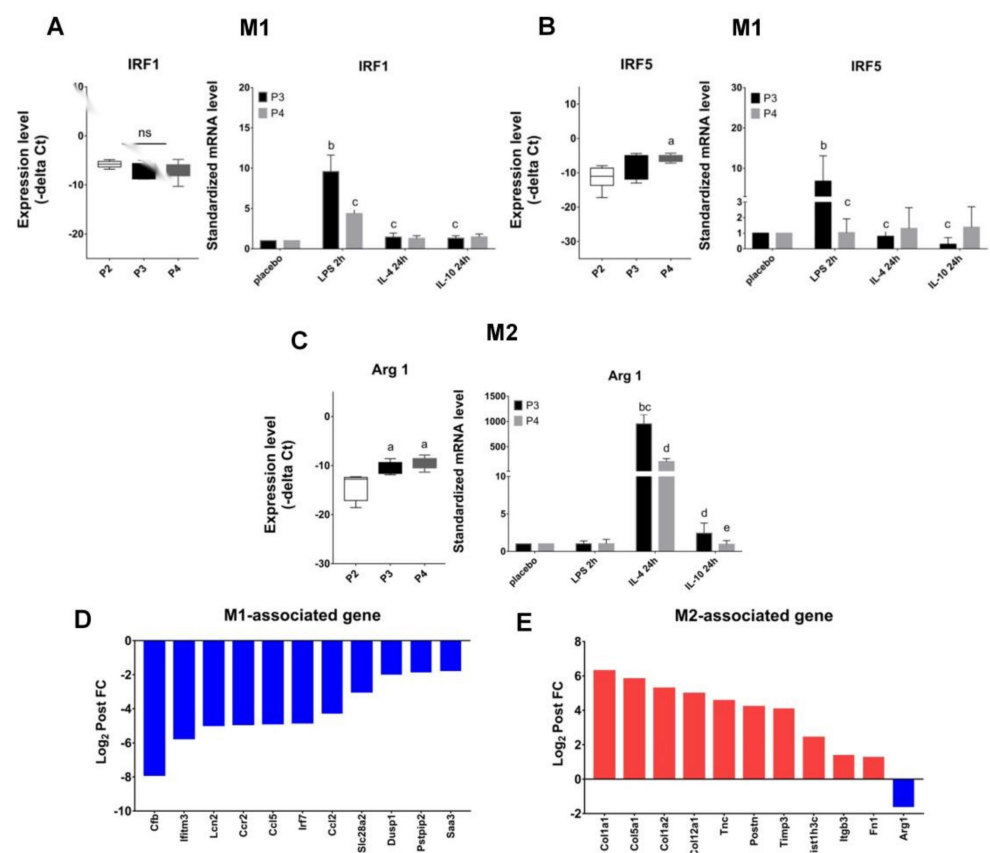 A
M1
B
M1
IRF1
Expression level
(-delta Ct)
10
0
-10
-20
ns
P2
P3
P4
IRF1
Standardized mRNA level
20
15
10
5
0
P3
P4
b
c
c
c
placebo
LPS 2h
IL-4 24h
IL-10 24h
IRF5
Expression level
(-delta Ct)
10
0
-10
-20
-30
a
P2
P3
P4
IRF5
Standardized mRNA level
30
20
10
3
2
1
0
P3
P4
b
c
c
c
placebo
LPS 2h
IL-4 24h
IL-10 24h
C
M2
Arg 1
Expression level
(-delta Ct)
0
-10
-20
-30
a
a
P2
P3
P4
Arg 1
Standardized mRNA level
1500
1000
500
10
5
0
P3
P4
bc
d
d
e
placebo
LPS 2h
IL-4 24h
IL-10 24h
D
M1-associated gene
Log2 Post FC
0
-2
-4
-6
-8
-10
Cfb
Ifitm3
Lcn2
Ccr2
Ccl5
Irf7
Ccl2
Slc28a2
Dusp1
Pstpip2
Saa3
E
M2-associated gene
Log2 Post FC
8
6
4
2
0
-2
Col1a1
Col5a1
Col1a2
Col12a1
Tnc
Postn
Timp3
ist1h3c
Itgb3
Fn1
Arg1